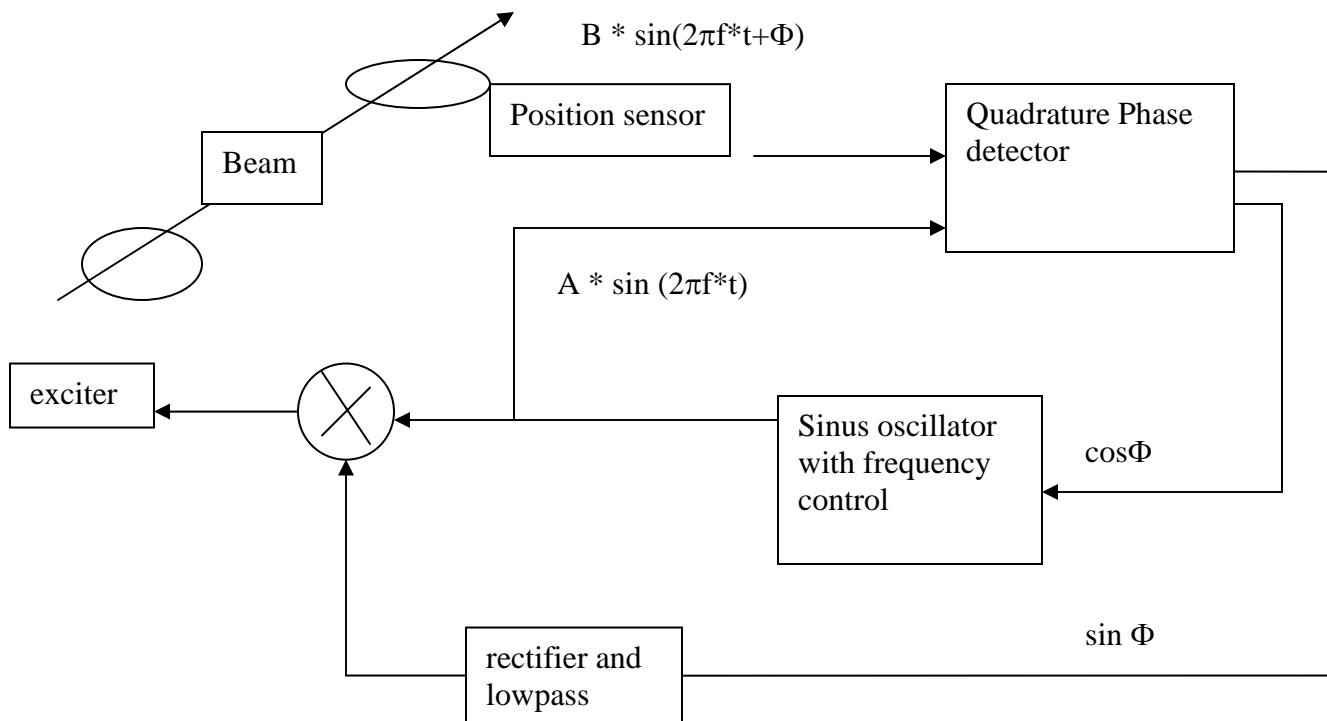 B * sin(2πf*t+Φ)
Position sensor
Quadrature Phase
detector
Beam
A * sin (2πf*t)
exciter
Sinus oscillator
with frequency
control
cosΦ
sin Φ
rectifier and
lowpass